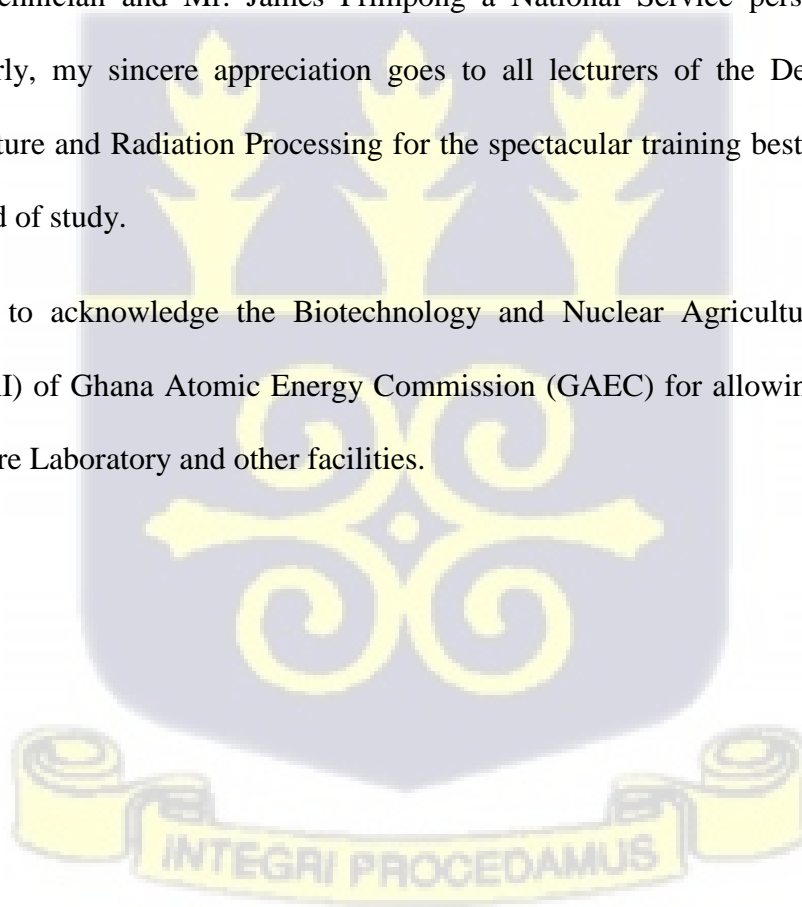 chnician and Mr. James Frimpong a National Service pers
rly, my sincere appreciation goes to all lecturers of the De
ture and Radiation Processing for the spectacular training best
d of study.
to acknowledge the Biotechnology and Nuclear Agricultu
I) of Ghana Atomic Energy Commission (GAEC) for allowin
re Laboratory and other facilities.
INTEGRI PROCEDAMUS